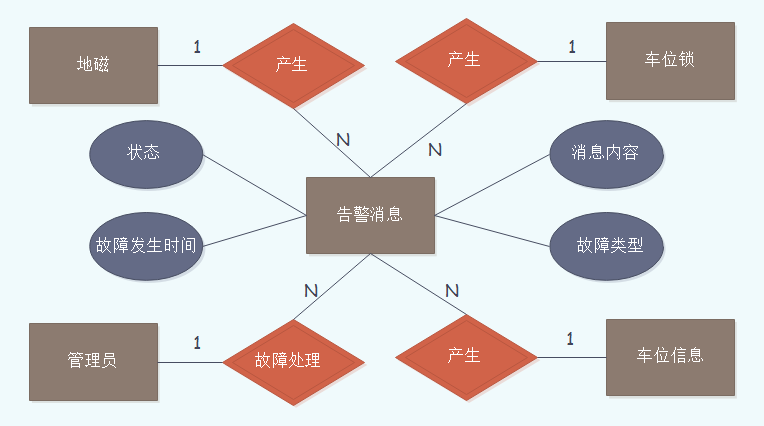 地磁
1
产生
产生
1
车位锁
N
N
状态
消息内容
告警消息
故障发生时间
故障类型
N
N
管理员
1
故障处理
产生
1
车位信息